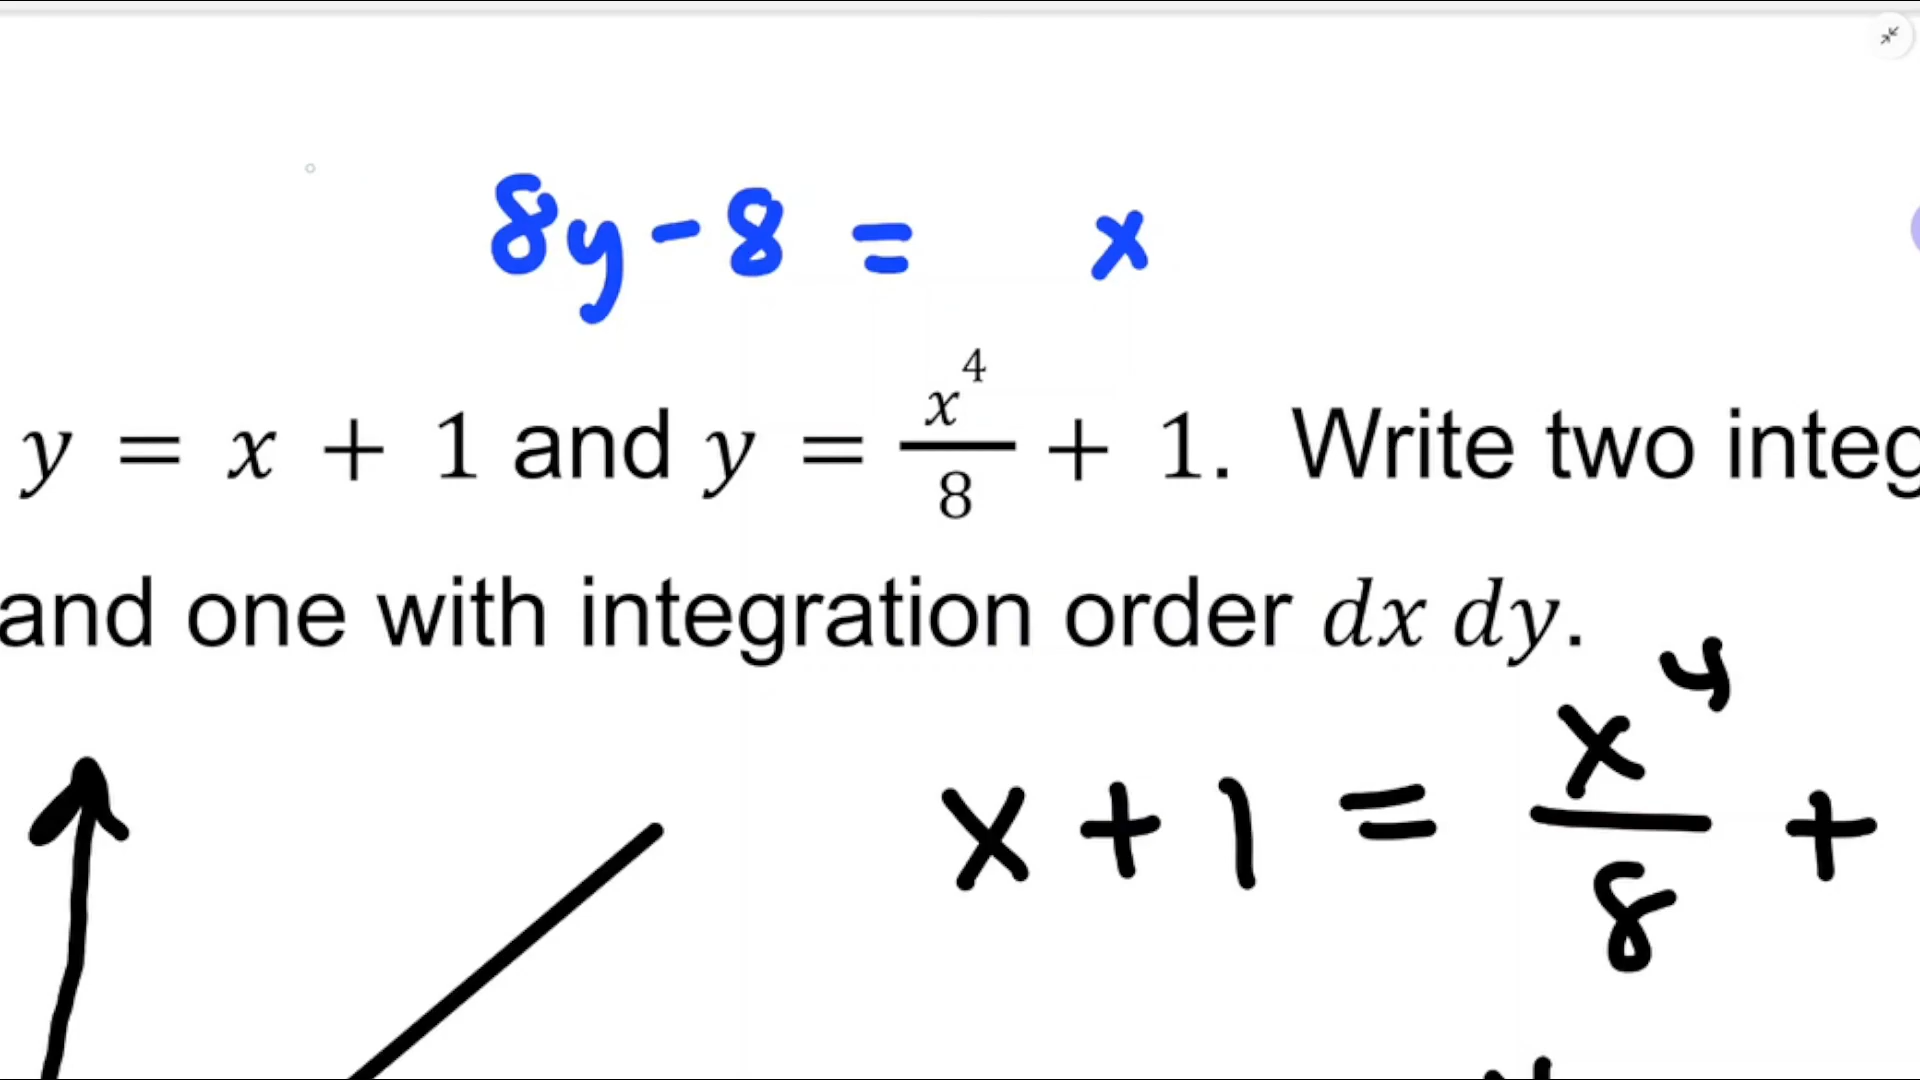 8y - 8 = x
y = x + 1 and y = x^4/8 + 1. Write two integ
and one with integration order dx dy.
x + 1 = x^4/8 +